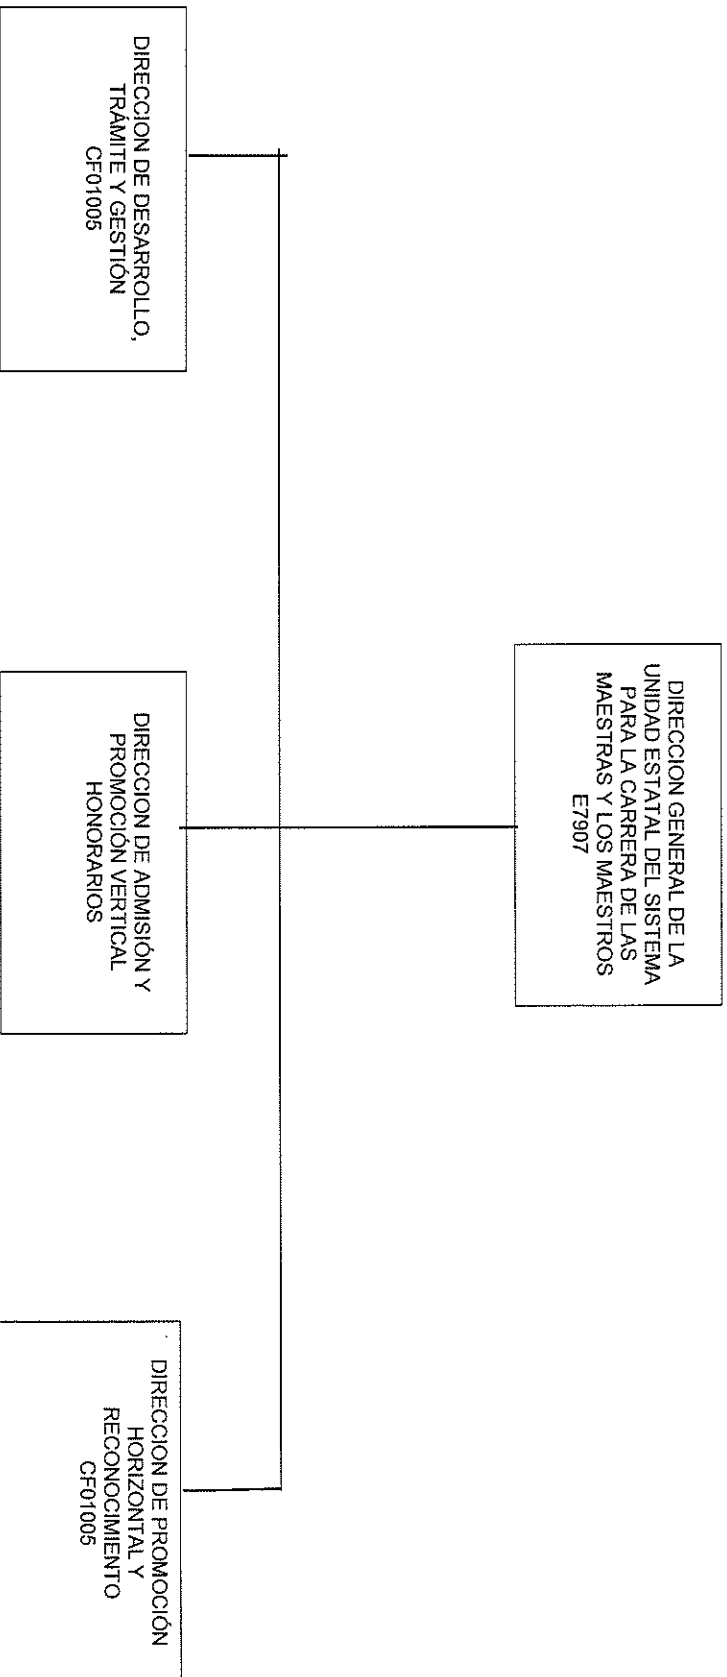 DIRECCION GENERAL DE LA
UNIDAD ESTATAL DEL SISTEMA
PARA LA CARRERA DE LAS
MAESTRAS Y LOS MAESTROS
E7907
DIRECCION DE DESARROLLO,
TRÁMITE Y GESTIÓN
CF01005
DIRECCION DE ADMISIÓN Y
PROMOCIÓN VERTICAL
HONORARIOS
DIRECCION DE PROMOCIÓN
HORIZONTAL Y
RECONOCIMIENTO
CF01005